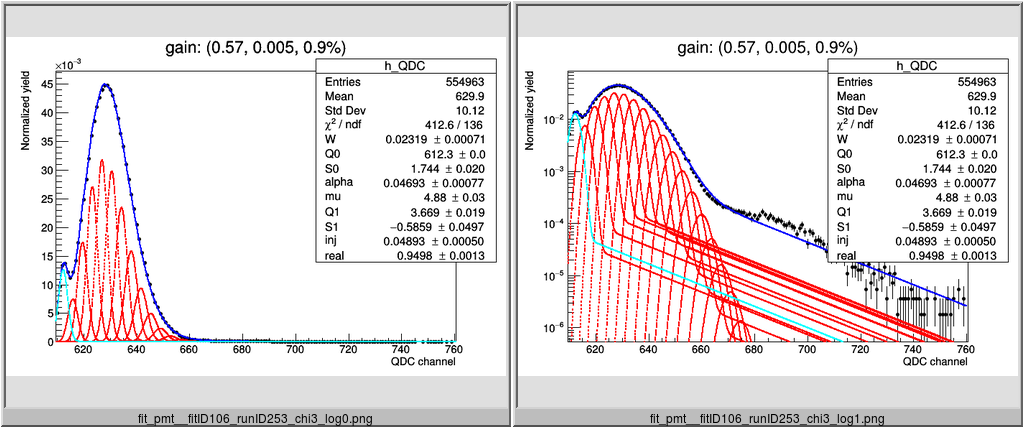 gain: (0.57, 0.005, 0.9%)
×10⁻³
Normalized yield
45
40
35
30
25
20
15
10
5
0
620
640
660
680
700
720
740
760
QDC channel
h_QDC
Entries 554963
Mean 629.9
Std Dev 10.12
χ² / ndf 412.6 / 136
W 0.02319 ± 0.00071
Q0 612.3 ± 0.0
S0 1.744 ± 0.020
alpha 0.04693 ± 0.00077
mu 4.88 ± 0.03
Q1 3.669 ± 0.019
S1 −0.5859 ± 0.0497
inj 0.04893 ± 0.00050
real 0.9498 ± 0.0013
fit_pmt__fitID106_runID253_chi3_log0.png
gain: (0.57, 0.005, 0.9%)
Normalized yield
10⁻²
10⁻³
10⁻⁴
10⁻⁵
10⁻⁶
620
640
660
680
700
720
740
760
QDC channel
h_QDC
Entries 554963
Mean 629.9
Std Dev 10.12
χ² / ndf 412.6 / 136
W 0.02319 ± 0.00071
Q0 612.3 ± 0.0
S0 1.744 ± 0.020
alpha 0.04693 ± 0.00077
mu 4.88 ± 0.03
Q1 3.669 ± 0.019
S1 −0.5859 ± 0.0497
inj 0.04893 ± 0.00050
real 0.9498 ± 0.0013
fit_pmt__fitID106_runID253_chi3_log1.png